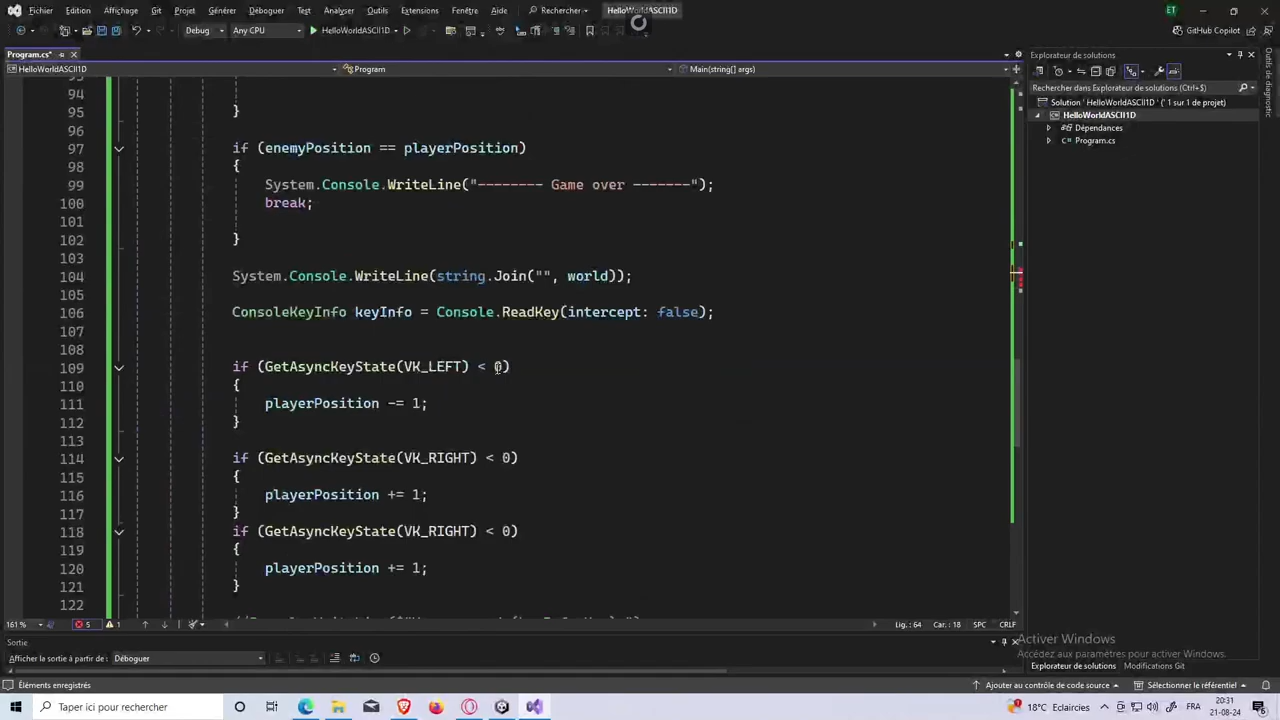 Fichier Edition Affichage Git Projet Générer Déboguer Test Analyser Outils Extensions Fenêtre Aide Rechercher HelloWorldASCII1D ET
Debug Any CPU HelloWorldASCII1D GitHub Copilot
Program.cs*
HelloWorldASCII1D Program Main(string[] args)
Explorateur de solutions
Rechercher dans Explorateur de solutions (Ctrl+$)
Solution 'HelloWorldASCII1D' (' 1 sur 1 de projet)
HelloWorldASCII1D
Dépendances
Program.cs
Outils de diagnostic
94
95 }
96
97 if (enemyPosition == playerPosition)
98 {
99 System.Console.WriteLine("-------- Game over -------");
100 break;
101
102 }
103
104 System.Console.WriteLine(string.Join("", world));
105
106 ConsoleKeyInfo keyInfo = Console.ReadKey(intercept: false);
107
108
109 if (GetAsyncKeyState(VK_LEFT) < 0)
110 {
111 playerPosition -= 1;
112 }
113
114 if (GetAsyncKeyState(VK_RIGHT) < 0)
115 {
116 playerPosition += 1;
117 }
118 if (GetAsyncKeyState(VK_RIGHT) < 0)
119 {
120 playerPosition += 1;
121 }
122
161 % 5 1 Lig : 64 Car. : 18 SPC CRLF
Sortie
Afficher la sortie à partir de : Déboguer
Activer Windows
Accédez aux paramètres pour activer Windows.
Explorateur de solutions Modifications Git
Éléments enregistrés Ajouter au contrôle de code source Sélectionner le référentiel
Taper ici pour rechercher 18°C Eclaircies FRA 20:31
21-08-24